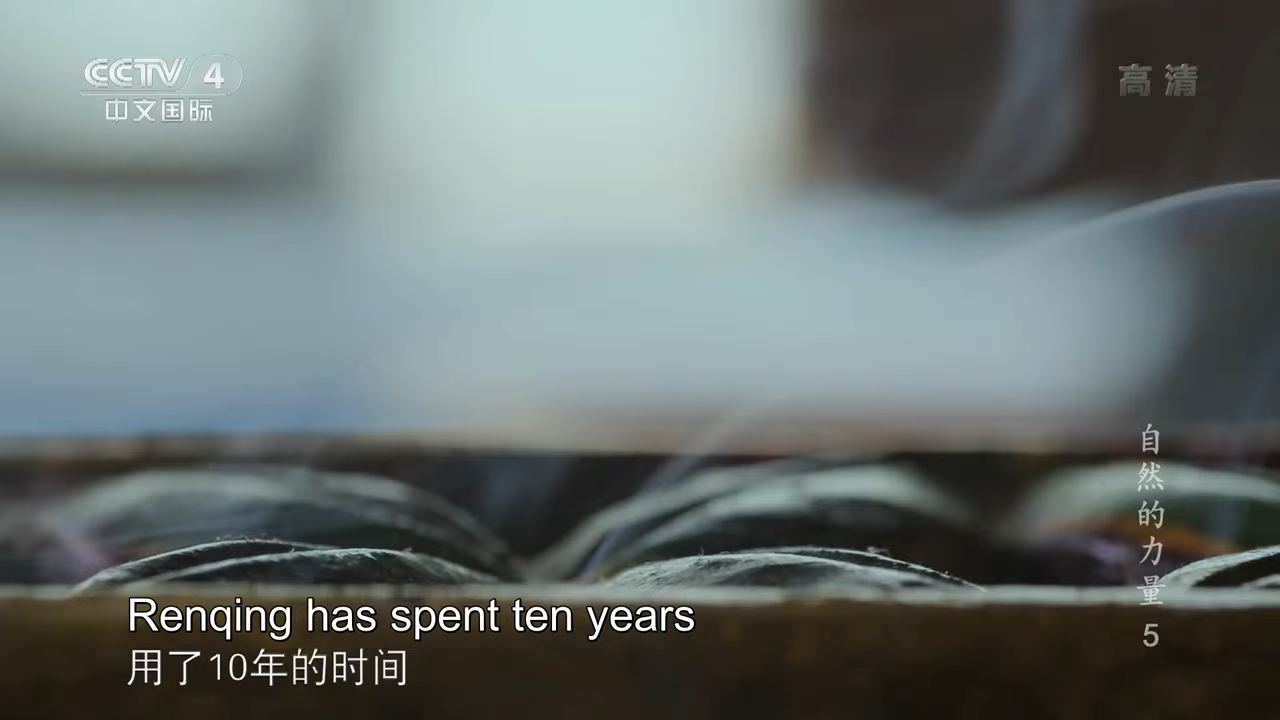 CCTV 4
中文国际
高清
自然的力量 5
Renqing has spent ten years
用了10年的时间